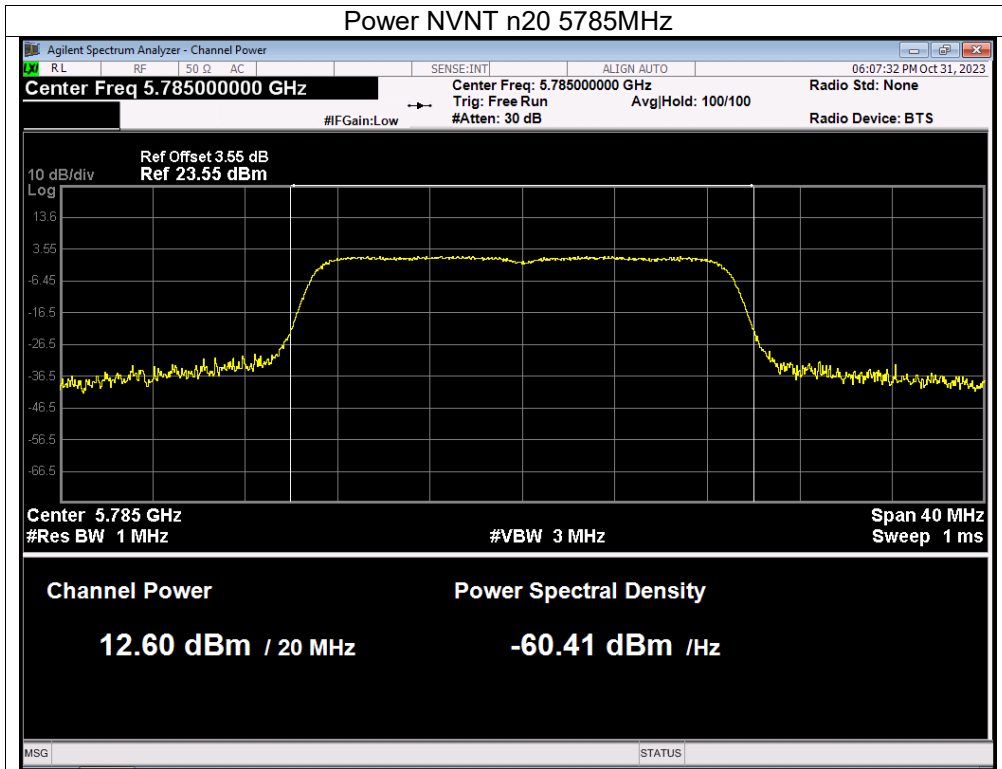 Power NVNT n20 5785MHz
Agilent Spectrum Analyzer - Channel Power
LXI RL RF 50 Ω AC SENSE:INT ALIGN AUTO 06:07:32 PM Oct 31, 2023
Center Freq 5.785000000 GHz Center Freq: 5.785000000 GHz Radio Std: None
Trig: Free Run Avg|Hold: 100/100
#IFGain:Low #Atten: 30 dB Radio Device: BTS
Ref Offset 3.55 dB
10 dB/div Ref 23.55 dBm
Log
13.6
3.55
-6.45
-16.5
-26.5
-36.5
-46.5
-56.5
-66.5
Center 5.785 GHz Span 40 MHz
#Res BW 1 MHz #VBW 3 MHz Sweep 1 ms
Channel Power Power Spectral Density
12.60 dBm / 20 MHz -60.41 dBm /Hz
MSG STATUS